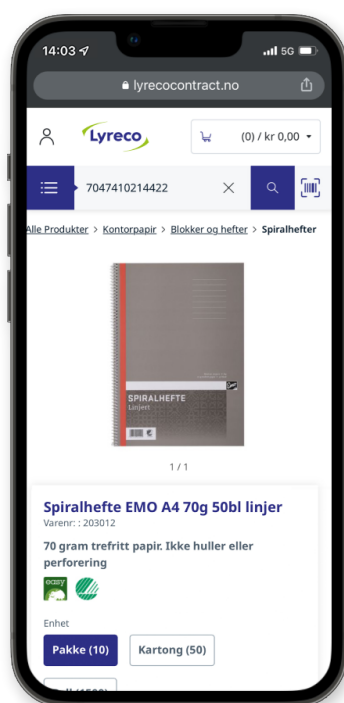 14:03
5G
lyrecocontract.no
Lyreco
(0) / kr 0,00
7047410214422
Alle Produkter > Kontorpapir > Blokker og hefter > Spiralhefter
SPIRALHEFTE
Linjert
1 / 1
Spiralhefte EMO A4 70g 50bl linjer
Varenr: : 203012
70 gram trefritt papir. Ikke huller eller
perforering
easy
Enhet
Pakke (10)
Kartong (50)